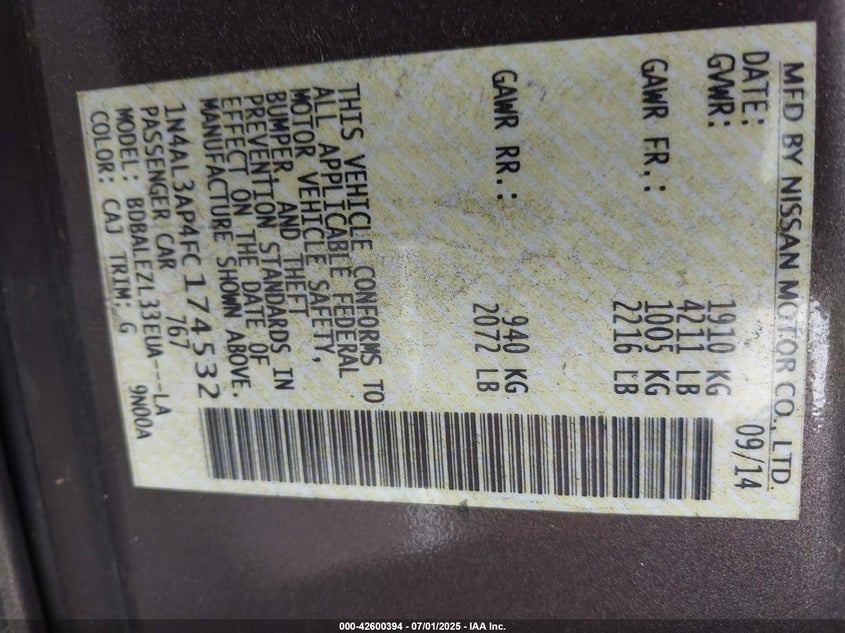 MFD BY NISSAN MOTOR CO., LTD.
DATE: 09/14
GVWR: 1910 KG
4211 LB
GAWR FR.: 1005 KG
2216 LB
GAWR RR.: 940 KG
2072 LB
THIS VEHICLE CONFORMS TO
ALL APPLICABLE FEDERAL
MOTOR VEHICLE SAFETY,
BUMPER, AND THEFT
PREVENTION STANDARDS IN
EFFECT ON THE DATE OF
MANUFACTURE SHOWN ABOVE.
1N4AL3AP4FC174532
PASSENGER CAR 767
MODEL: BDBALEZL33EUA---LA
COLOR: CAJ TRIM: G 9N00A
000-42600394 - 07/01/2025 - IAA Inc.